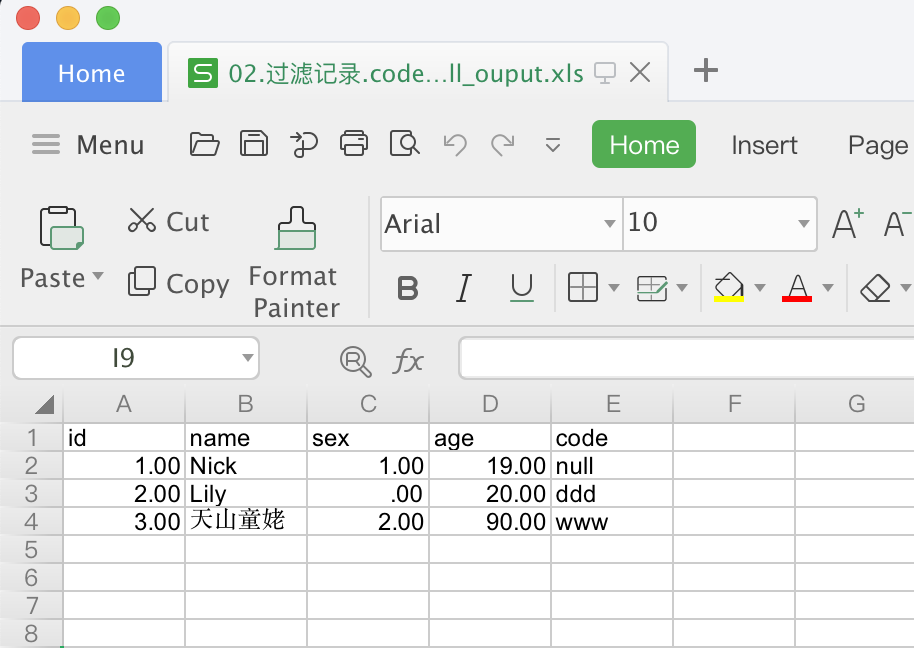 Home
02.过滤记录.code...ll_ouput.xls
Menu
Home Insert Page
Paste Cut Copy Format Painter
Arial 10 A+ A-
B I U A
I9 fx
A B C D E F G
1 id name sex age code
2 1.00 Nick 1.00 19.00 null
3 2.00 Lily .00 20.00 ddd
4 3.00 天山童姥 2.00 90.00 www
5
6
7
8